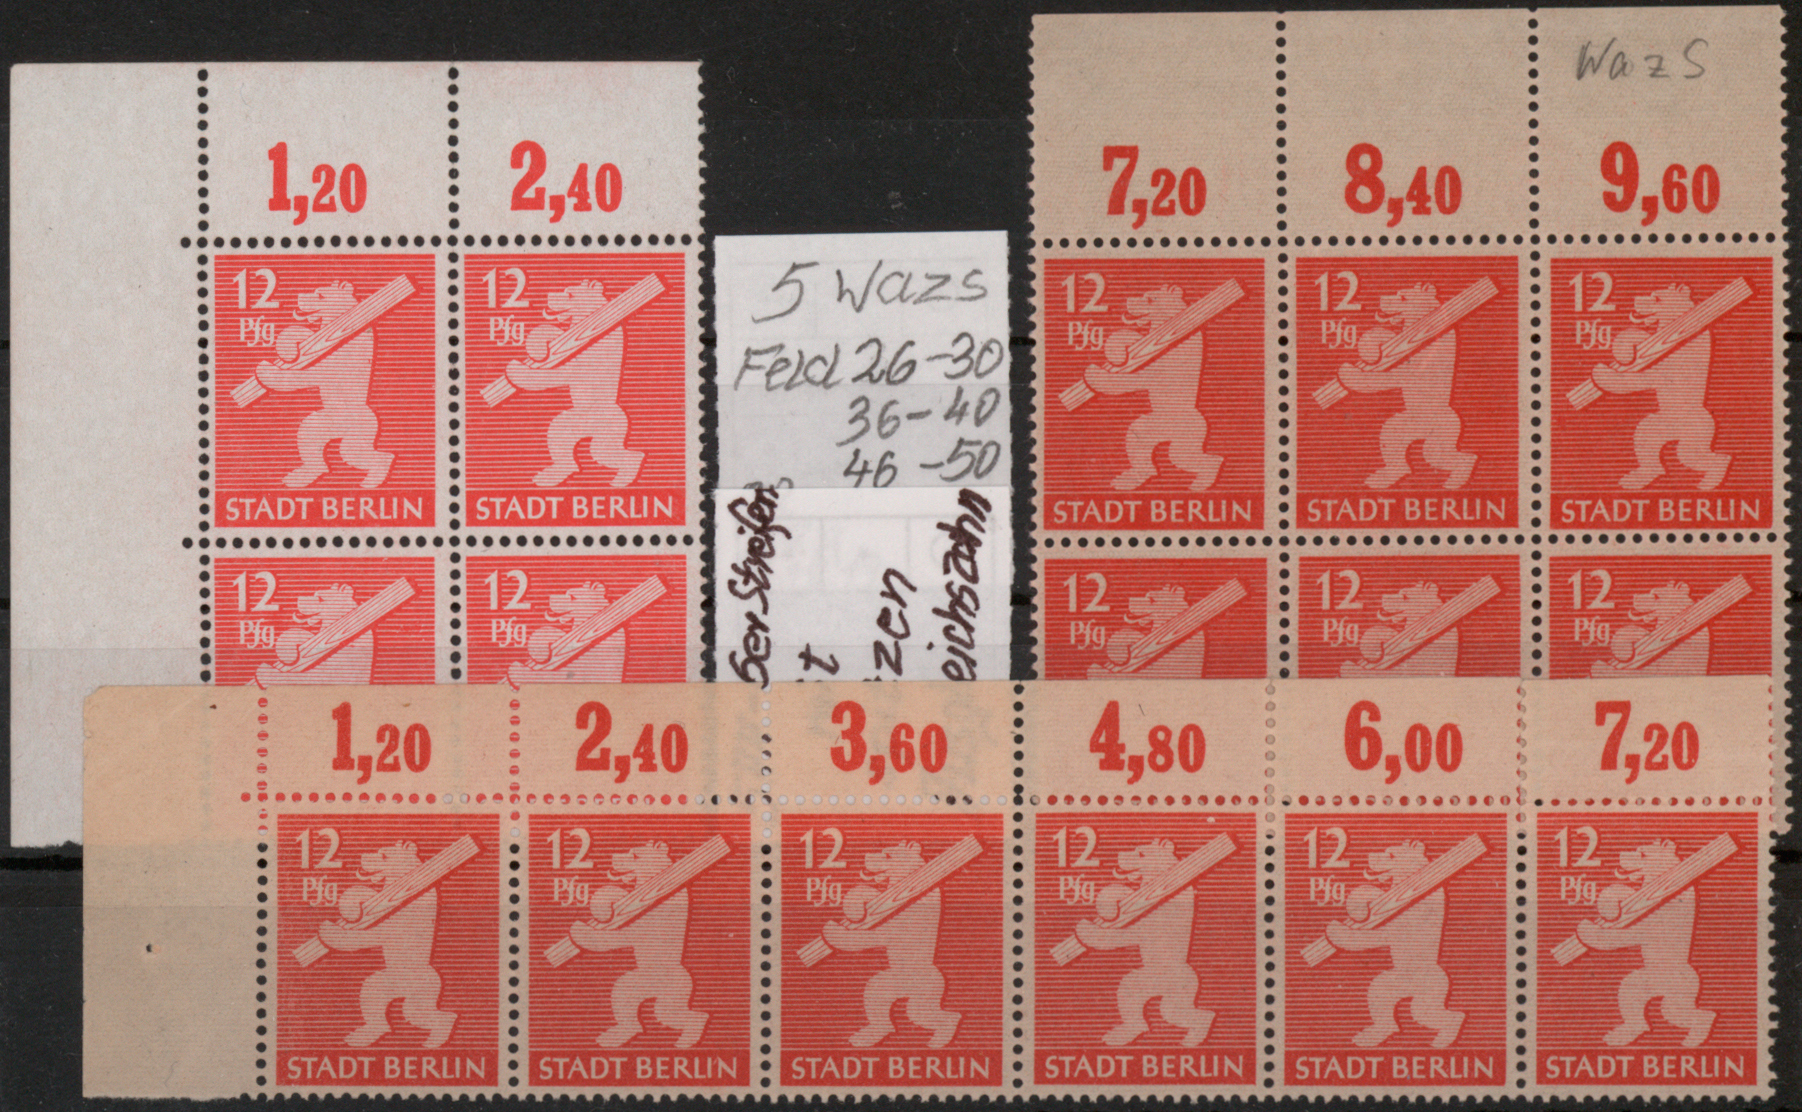 1,20 2,40
12 Pfg STADT BERLIN
12 Pfg STADT BERLIN
12 Pfg
12 Pfg
5 Wazs
Feld 26-30
36-40
46-50
5er Streifen
WazS
7,20 8,40 9,60
12 Pfg STADT BERLIN
12 Pfg STADT BERLIN
12 Pfg STADT BERLIN
12 Pfg
12 Pfg
12 Pfg
1,20 2,40 3,60 4,80 6,00 7,20
12 Pfg STADT BERLIN
12 Pfg STADT BERLIN
12 Pfg STADT BERLIN
12 Pfg STADT BERLIN
12 Pfg STADT BERLIN
12 Pfg STADT BERLIN